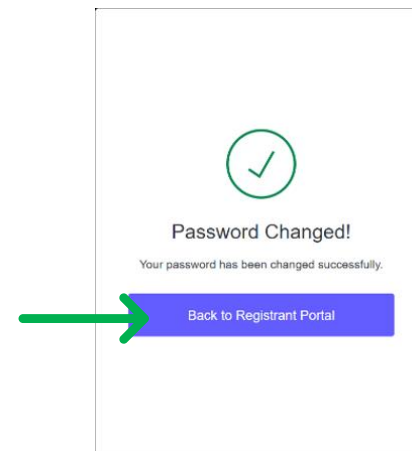 Password Changed!
Your password has been changed successfully.
Back to Registrant Portal